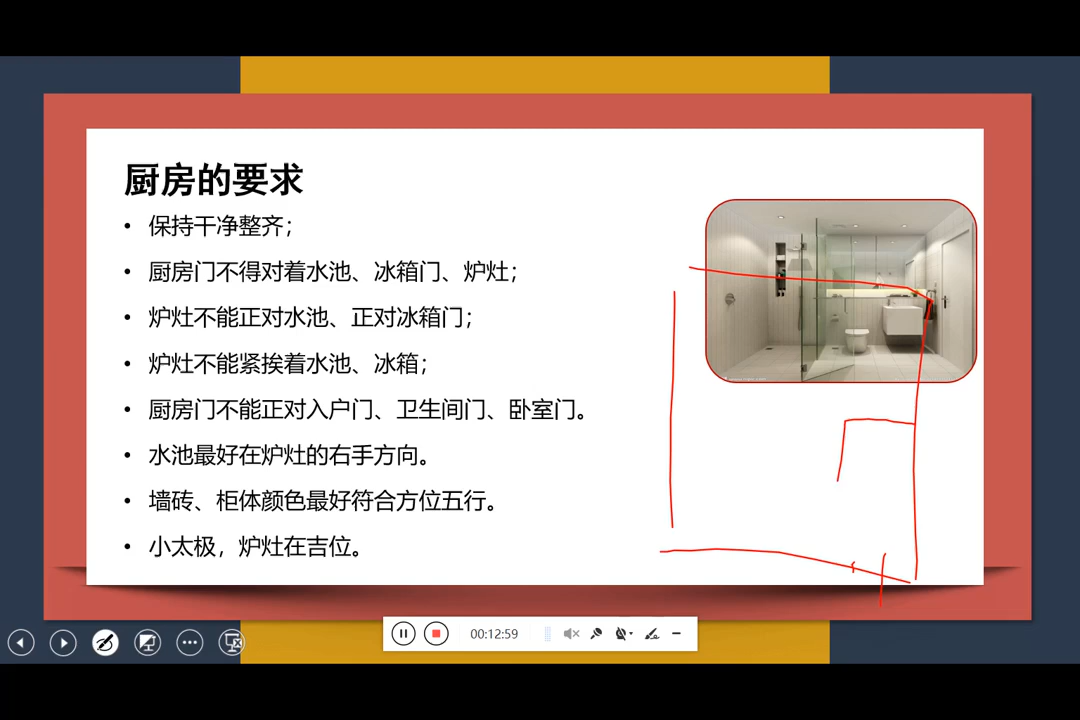 厨房的要求
• 保持干净整齐；
• 厨房门不得对着水池、冰箱门、炉灶；
• 炉灶不能正对水池、正对冰箱门；
• 炉灶不能紧挨着水池、冰箱；
• 厨房门不能正对入户门、卫生间门、卧室门。
• 水池最好在炉灶的右手方向。
• 墙砖、柜体颜色最好符合方位五行。
• 小太极，炉灶在吉位。
00:12:59